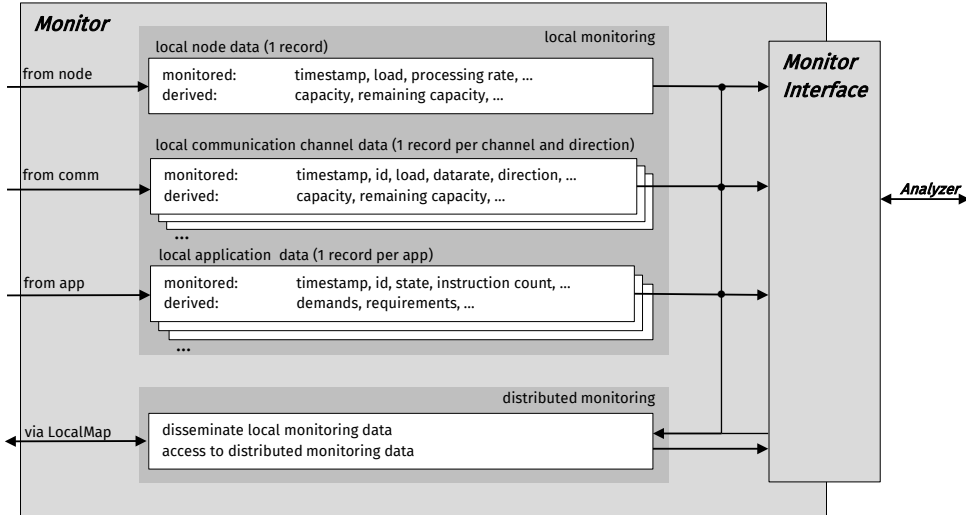 Monitor
local monitoring
local node data (1 record)
from node
monitored: timestamp, load, processing rate, ...
derived: capacity, remaining capacity, ...
Monitor
Interface
local communication channel data (1 record per channel and direction)
from comm
monitored: timestamp, id, load, datarate, direction, ...
derived: capacity, remaining capacity, ...
...
Analyzer
local application data (1 record per app)
from app
monitored: timestamp, id, state, instruction count, ...
derived: demands, requirements, ...
...
distributed monitoring
via LocalMap
disseminate local monitoring data
access to distributed monitoring data